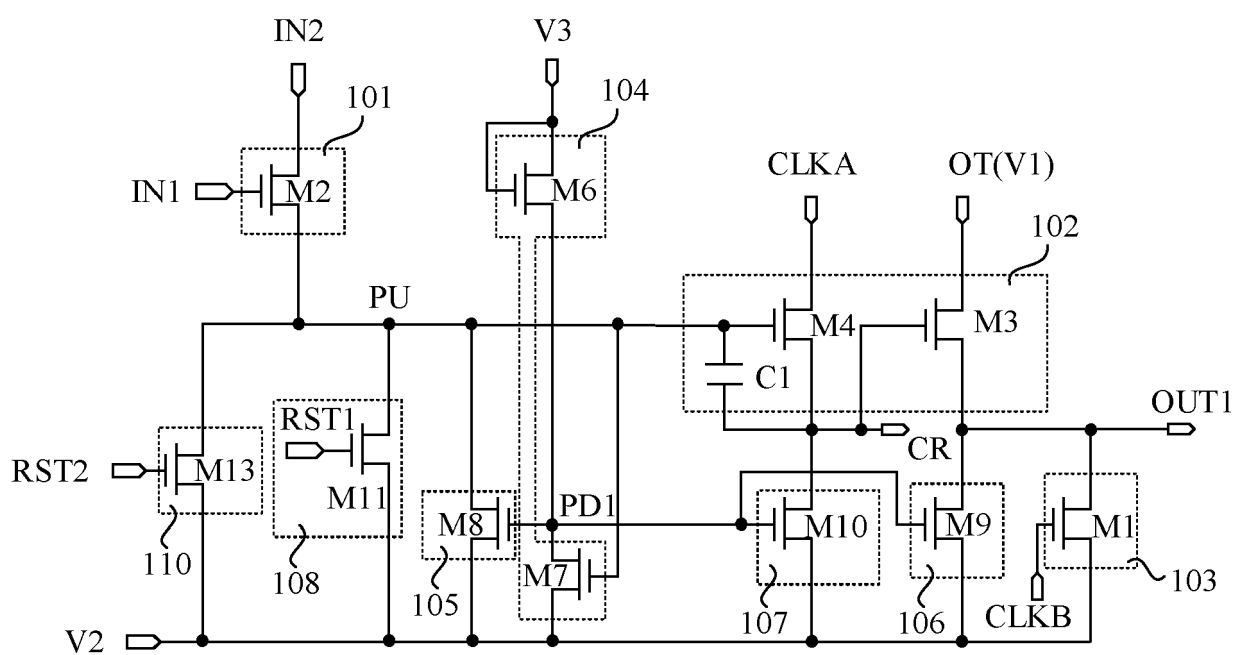 IN2
V3
101
104
CLKA
OT(V1)
IN1
M2
M6
102
PU
M4
M3
C1
OUT1
RST1
CR
RST2
M13
M11
PD1
M8
M10
M9
M1
M7
110
108
105
107
106
CLKB
103
V2